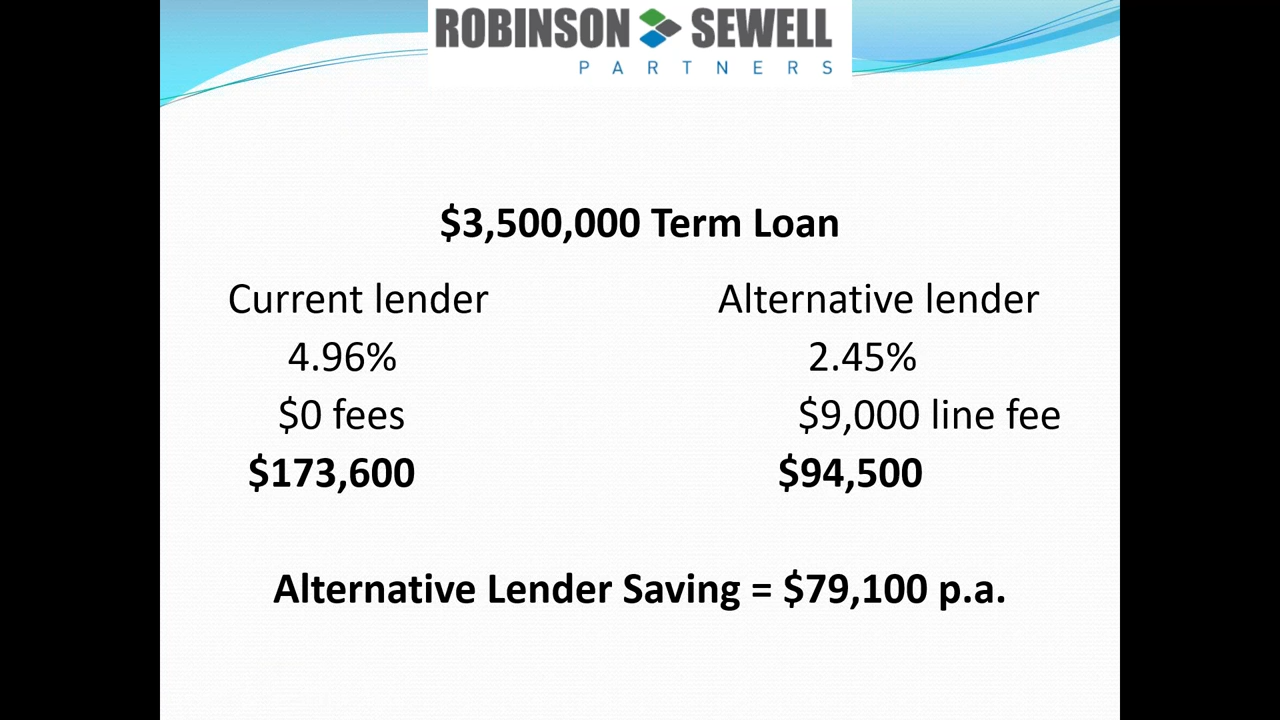 ROBINSON SEWELL
PARTNERS
$3,500,000 Term Loan
Current lender Alternative lender
4.96% 2.45%
$0 fees $9,000 line fee
$173,600 $94,500
Alternative Lender Saving = $79,100 p.a.